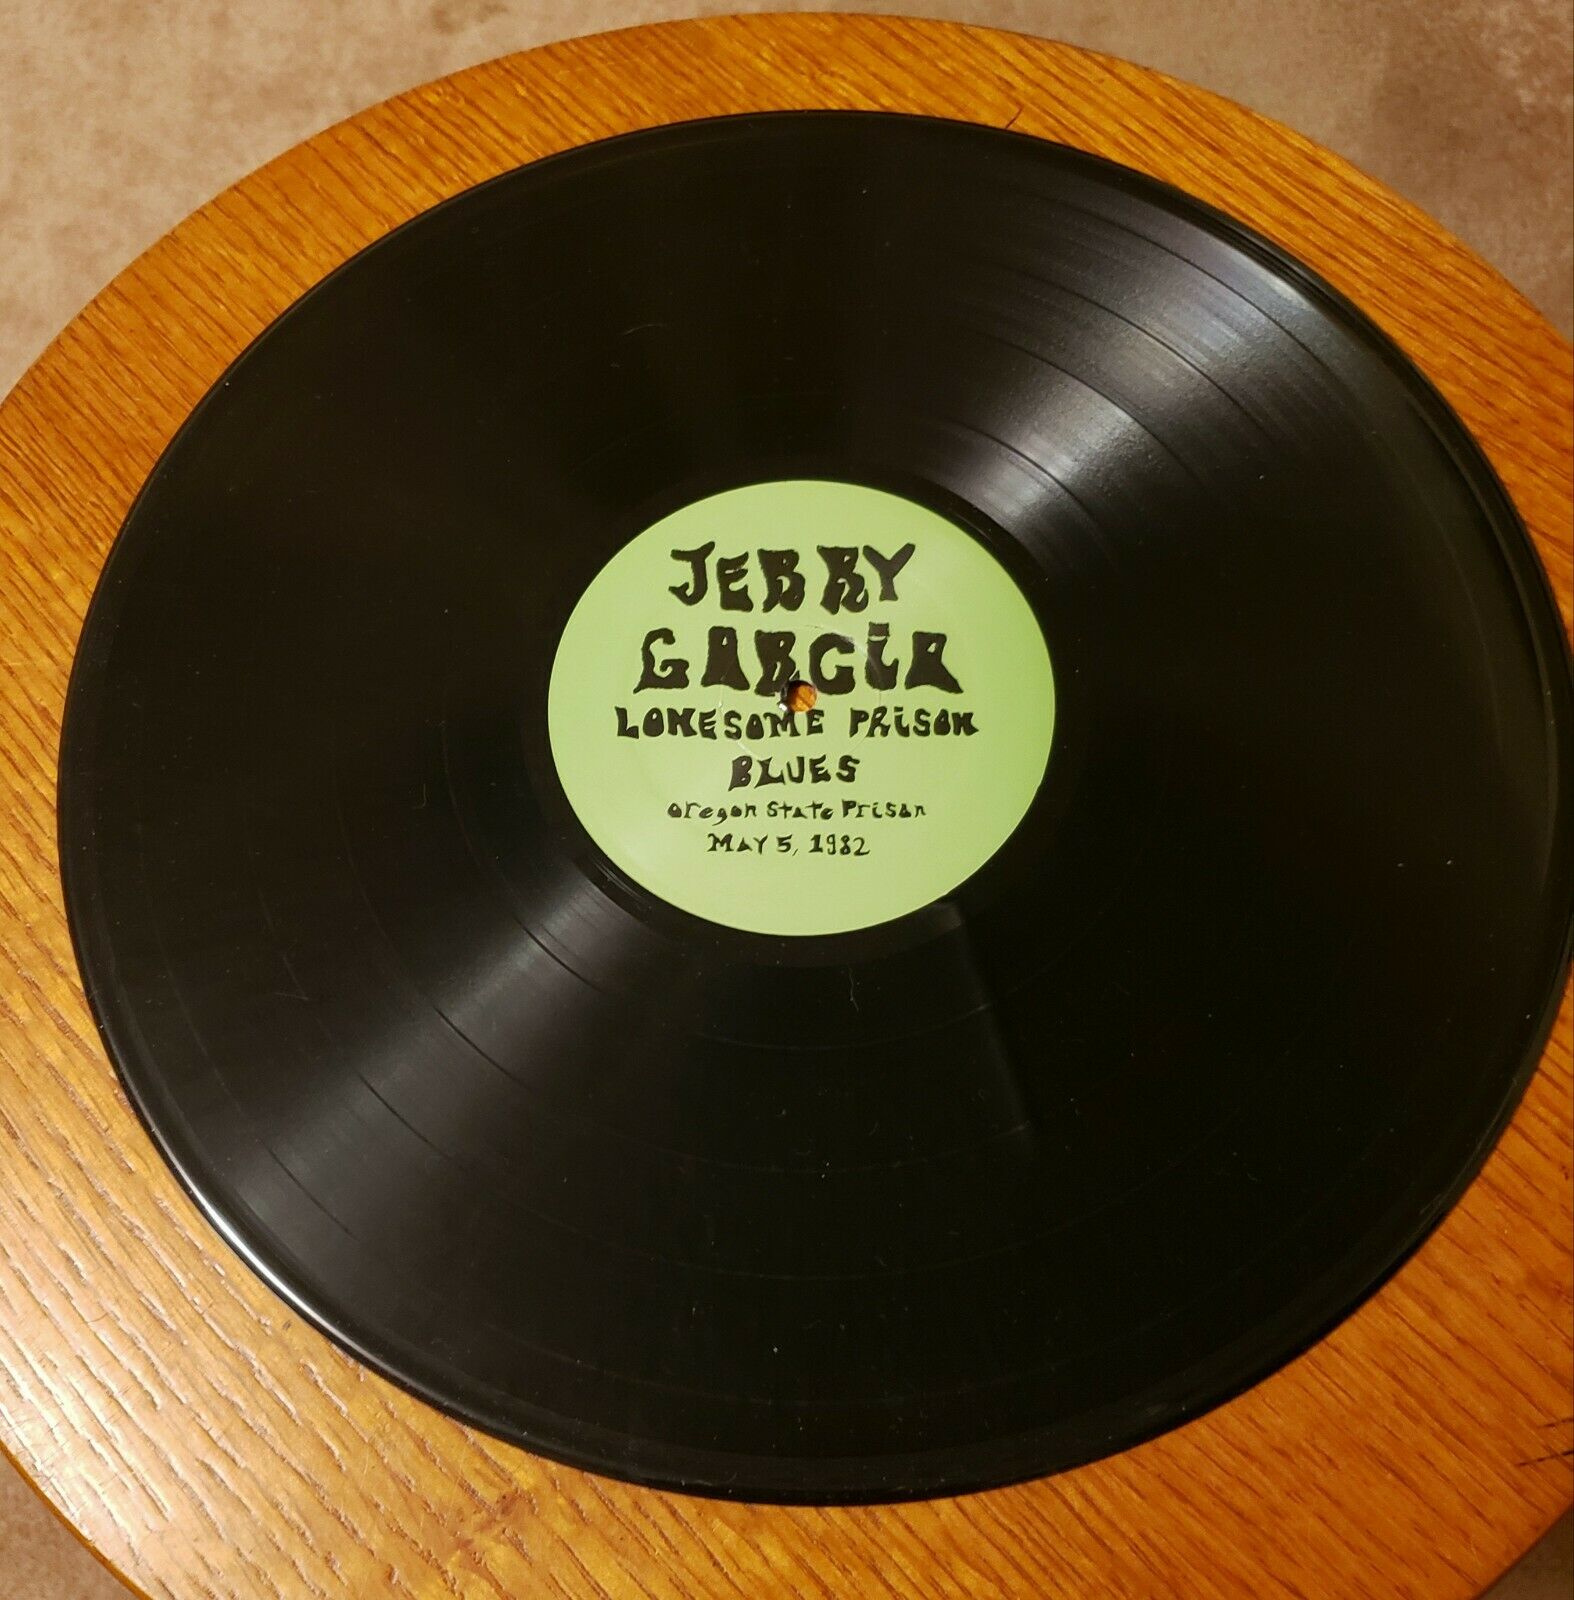 JERRY
GARCiA
LONESOME PRiSON
BLUES
Oregon State Prison
MAY 5, 1982